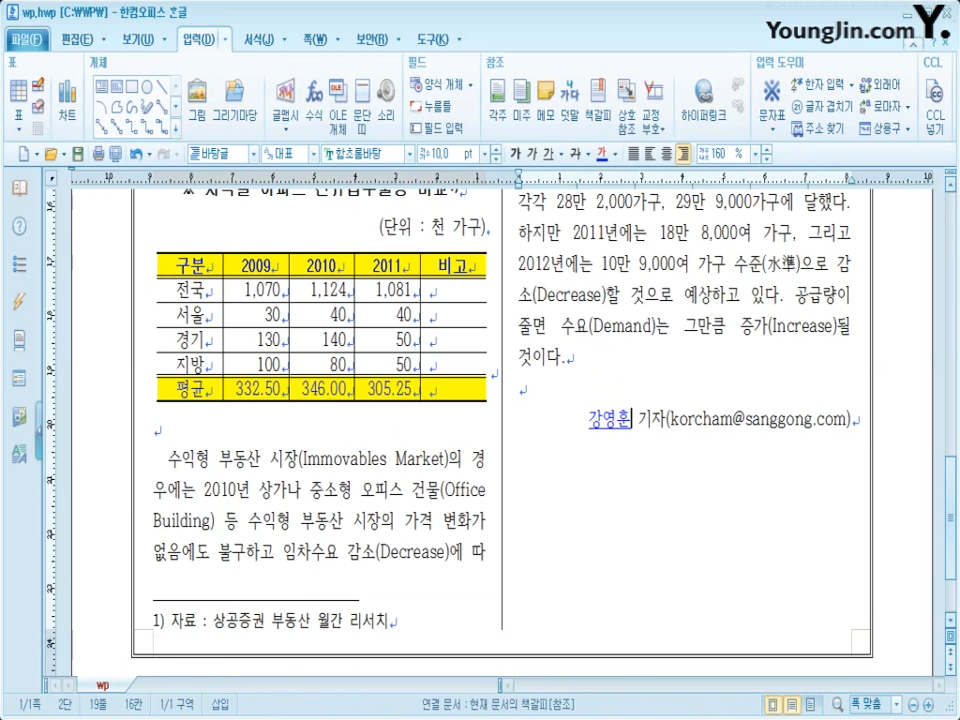 wp.hwp [C:\WP\] - 한컴오피스 한글
YoungJin.com Y.
파일(F) 편집(E) 보기(U) 입력(D) 서식(J) 쪽(W) 보안(R) 도구(K)
표 개체 필드 참조 입력 도우미 CCL
표 차트 그림 그리기마당 글맵시 수식 OLE 개체 문단 띠 소리
양식 개체
누름틀
필드 입력
각주 미주 메모 덧말 책갈피 상호 참조 교정 부호 하이퍼링크 문자표
한자 입력 외래어
글자 겹치기 로마자
주소 찾기 상용구
CCL 넣기
바탕글 대표 함초롬바탕 10,0 pt 가 가 가 가 가 160 %
(단위 : 천 가구)
구분 2009 2010 2011 비고
전국 1,070 1,124 1,081
서울 30 40 40
경기 130 140 50
지방 100 80 50
평균 332.50 346.00 305.25
수익형 부동산 시장(Immovables Market)의 경
우에는 2010년 상가나 중소형 오피스 건물(Office
Building) 등 수익형 부동산 시장의 가격 변화가
없음에도 불구하고 임차수요 감소(Decrease)에 따
1) 자료 : 상공증권 부동산 월간 리서치
각각 28만 2,000가구, 29만 9,000가구에 달했다.
하지만 2011년에는 18만 8,000여 가구, 그리고
2012년에는 10만 9,000여 가구 수준(水準)으로 감
소(Decrease)할 것으로 예상하고 있다. 공급량이
줄면 수요(Demand)는 그만큼 증가(Increase)될
것이다.
강영훈 기자(korcham@sanggong.com)
wp
1/1쪽 2단 19줄 16칸 1/1 구역 삽입 연결 문서 : 현재 문서의 책갈피[참조] 폭 맞춤